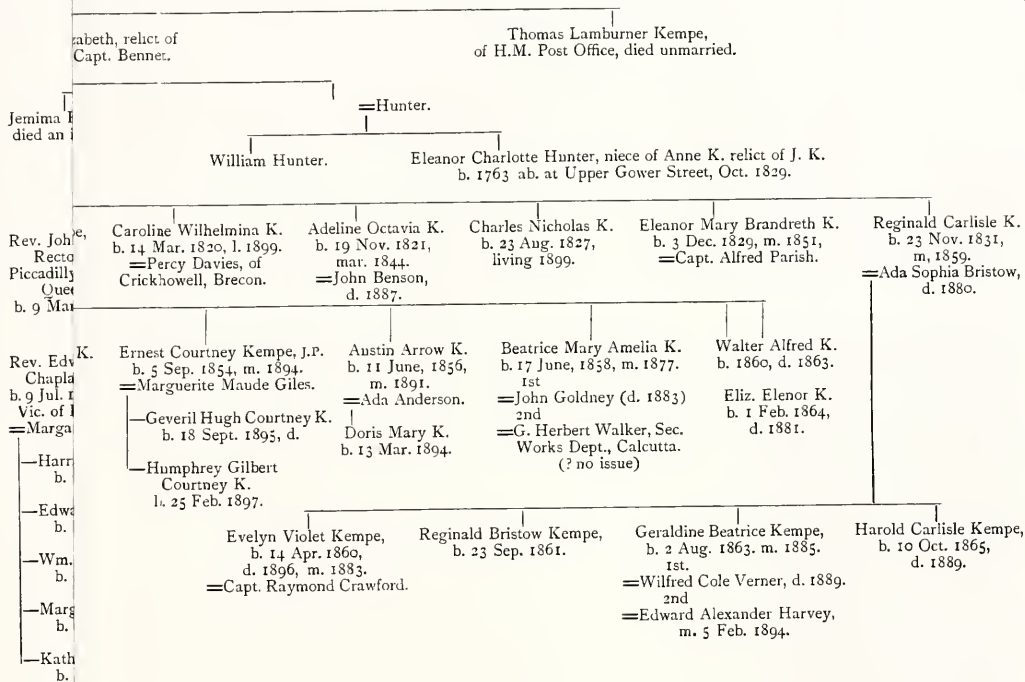 abeth, relict of
Capt. Bennet.
Thomas Lamburner Kempe,
of H.M. Post Office, died unmarried.
Jemima
died an
=Hunter.
William Hunter.
Eleanor Charlotte Hunter, niece of Anne K. relict of J. K.
b. 1763 ab. at Upper Gower Street, Oct. 1829.
Rev. Joh e,
Recto
Piccadilly
Quee
b. 9 Mar
Caroline Wilhelmina K.
b. 14 Mar. 1820, l. 1899.
=Percy Davies, of
Crickhowell, Brecon.
Adeline Octavia K.
b. 19 Nov. 1821,
mar. 1844.
=John Benson,
d. 1887.
Charles Nicholas K.
b. 23 Aug. 1827,
living 1899.
Eleanor Mary Brandreth K.
b. 3 Dec. 1829, m. 1851,
=Capt. Alfred Parish.
Reginald Carlisle K.
b. 23 Nov. 1831,
m, 1859.
=Ada Sophia Bristow,
d. 1880.
Rev. Edw K.
Chapla
b. 9 Jul. 1
Vic. of
=Marga
—Harr
b.
—Edwa
b.
—Wm.
b.
—Marg
b.
—Kath
b.
Ernest Courtney Kempe, J.P.
b. 5 Sep. 1854, m. 1894.
=Marguerite Maude Giles.
—Geveril Hugh Courtney K.
b. 18 Sept. 1895, d.
—Humphrey Gilbert
Courtney K.
b. 25 Feb. 1897.
Austin Arrow K.
b. 11 June, 1856,
m. 1891.
=Ada Anderson.
Doris Mary K.
b. 13 Mar. 1894.
Beatrice Mary Amelia K.
b. 17 June, 1858, m. 1877.
1st
=John Goldney (d. 1883)
2nd
=G. Herbert Walker, Sec.
Works Dept., Calcutta.
(? no issue)
Walter Alfred K.
b. 1860, d. 1863.
Eliz. Elenor K.
b. 1 Feb. 1864,
d. 1881.
Evelyn Violet Kempe,
b. 14 Apr. 1860,
d. 1896, m. 1883.
=Capt. Raymond Crawford.
Reginald Bristow Kempe,
b. 23 Sep. 1861.
Geraldine Beatrice Kempe,
b. 2 Aug. 1863. m. 1885.
1st.
=Wilfred Cole Verner, d. 1889.
2nd
=Edward Alexander Harvey,
m. 5 Feb. 1894.
Harold Carlisle Kempe,
b. 10 Oct. 1865,
d. 1889.